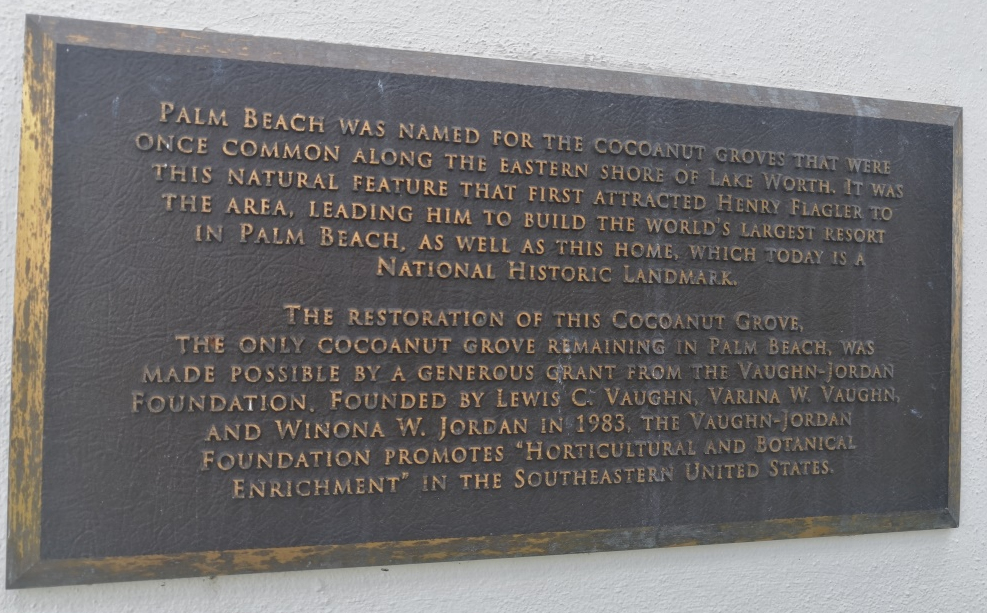 PALM BEACH WAS NAMED FOR THE COCOANUT GROVES THAT WERE
ONCE COMMON ALONG THE EASTERN SHORE OF LAKE WORTH. IT WAS
THIS NATURAL FEATURE THAT FIRST ATTRACTED HENRY FLAGLER TO
THE AREA, LEADING HIM TO BUILD THE WORLD'S LARGEST RESORT
IN PALM BEACH, AS WELL AS THIS HOME, WHICH TODAY IS A
NATIONAL HISTORIC LANDMARK.
THE RESTORATION OF THIS COCOANUT GROVE,
THE ONLY COCOANUT GROVE REMAINING IN PALM BEACH, WAS
MADE POSSIBLE BY A GENEROUS GRANT FROM THE VAUGHN-JORDAN
FOUNDATION. FOUNDED BY LEWIS C. VAUGHN, VARINA W. VAUGHN,
AND WINONA W. JORDAN IN 1983, THE VAUGHN-JORDAN
FOUNDATION PROMOTES "HORTICULTURAL AND BOTANICAL
ENRICHMENT" IN THE SOUTHEASTERN UNITED STATES.